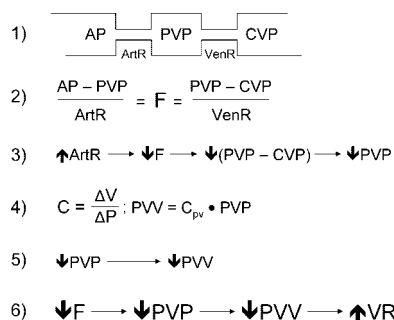 1) AP PVP CVP
ArtR VenR
2) AP – PVP / ArtR = F = PVP – CVP / VenR
3) ↑ArtR → ↓F → ↓(PVP – CVP) → ↓PVP
4) C = ΔV / ΔP ; PVV = Cpv • PVP
5) ↓PVP → ↓PVV
6) ↓F → ↓PVP → ↓PVV → ↑VR